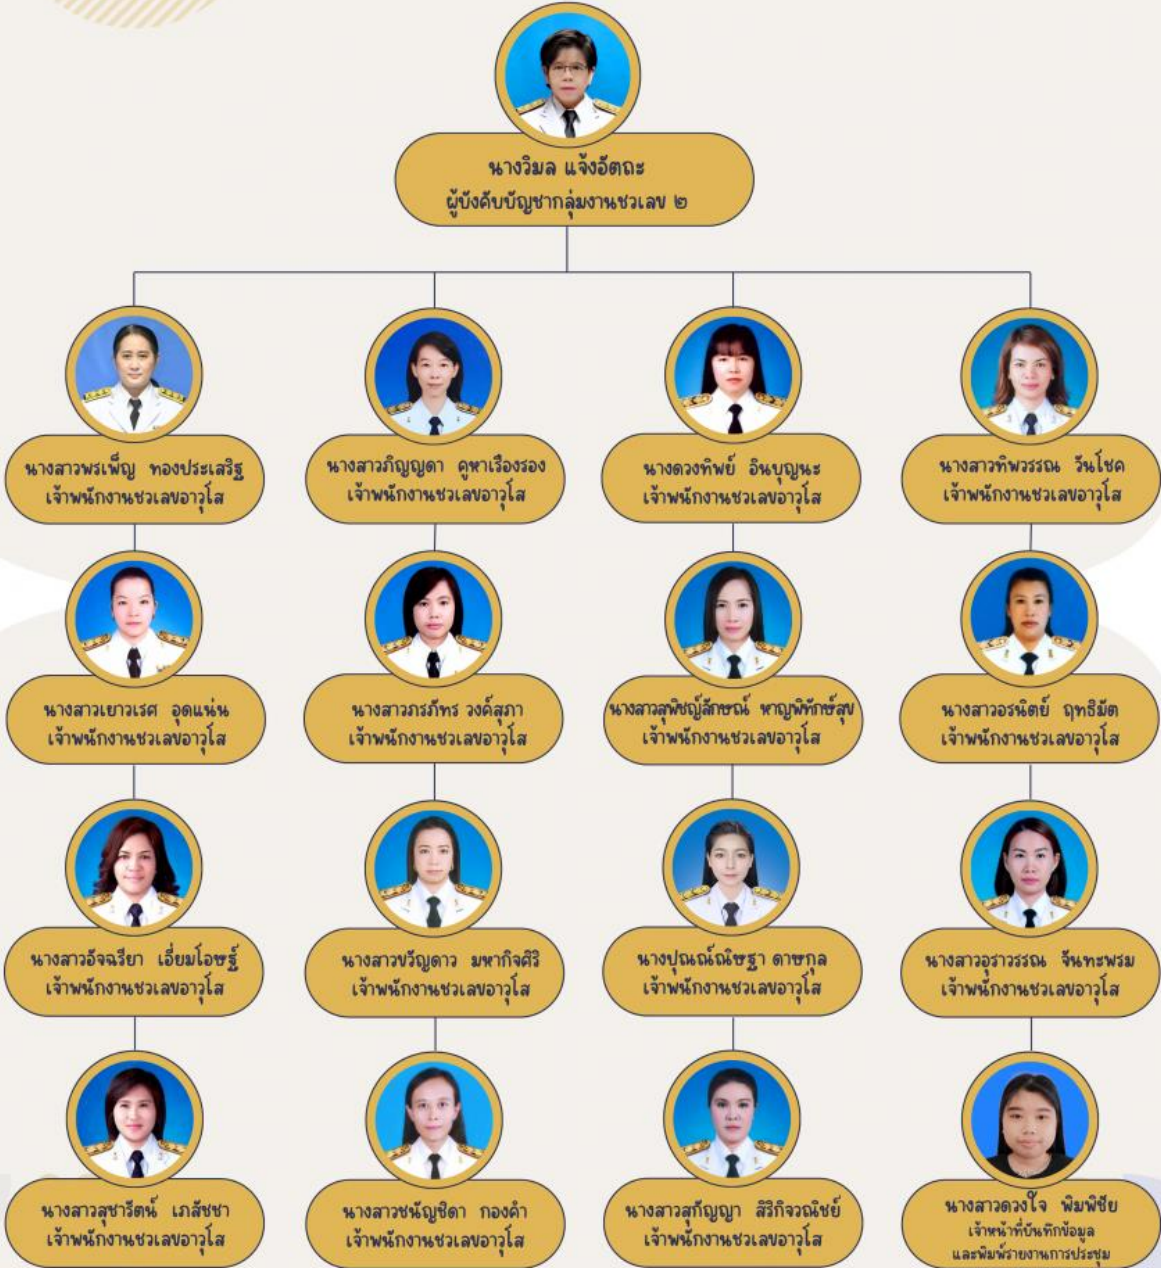 นางวิมล แจ้งอัตถะ
ผู้บังคับบัญชากลุ่มงานชวเลข ๒
นางสาวพรเพ็ญ ทองประเสริฐ
เจ้าพนักงานชวเลขอาวุโส
นางสาวภิญญดา คูหาเรืองรอง
เจ้าพนักงานชวเลขอาวุโส
นางดวงทิพย์ อินบุญนะ
เจ้าพนักงานชวเลขอาวุโส
นางสาวทิพวรรณ วันโชค
เจ้าพนักงานชวเลขอาวุโส
นางสาวเยาวเรศ อุดแน่น
เจ้าพนักงานชวเลขอาวุโส
นางสาวภรภัทร วงค์สุภา
เจ้าพนักงานชวเลขอาวุโส
นางสาวสุพิชญ์ลักษณ์ หาญพิทักษ์สุข
เจ้าพนักงานชวเลขอาวุโส
นางสาวอรนิตย์ ฤทธิมัต
เจ้าพนักงานชวเลขอาวุโส
นางสาวอัจฉรียา เอี่ยมโอษฐ์
เจ้าพนักงานชวเลขอาวุโส
นางสาวขวัญดาว มหากิจศิริ
เจ้าพนักงานชวเลขอาวุโส
นางปุณณ์ณิษฐา ดาษกุล
เจ้าพนักงานชวเลขอาวุโส
นางสาวอุราวรรณ จันทะพรม
เจ้าพนักงานชวเลขอาวุโส
นางสาวสุชารัตน์ เภสัชชา
เจ้าพนักงานชวเลขอาวุโส
นางสาวชนัญชิดา กองคำ
เจ้าพนักงานชวเลขอาวุโส
นางสาวสุกัญญา สิริกิจวณิชย์
เจ้าพนักงานชวเลขอาวุโส
นางสาวดวงใจ พิมพิชัย
เจ้าหน้าที่บันทึกข้อมูล
และพิมพ์รายงานการประชุม